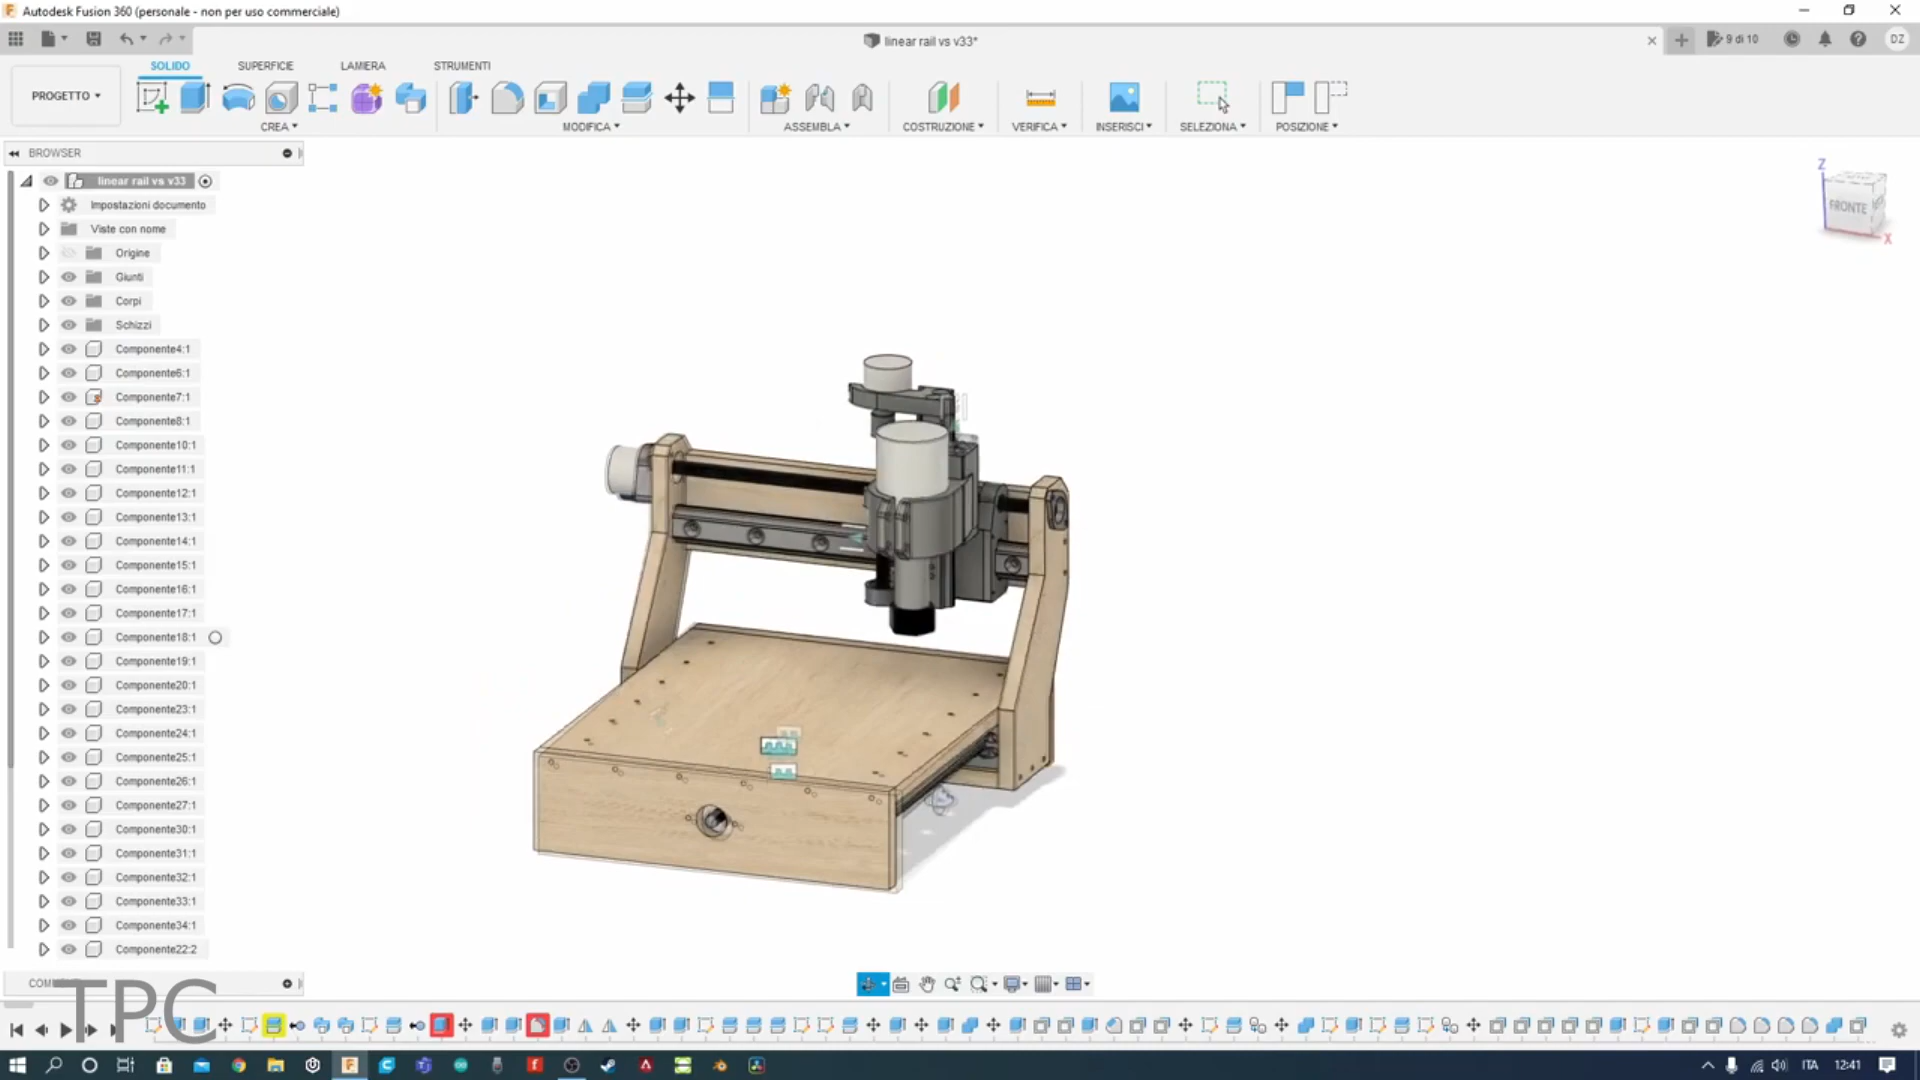 Autodesk Fusion 360 (personale - non per uso commerciale)
linear rail vs v33*
9 di 10
DZ
PROGETTO
SOLIDO
SUPERFICIE
LAMIERA
STRUMENTI
CREA
MODIFICA
ASSEMBLA
COSTRUZIONE
VERIFICA
INSERISCI
SELEZIONA
POSIZIONE
BROWSER
linear rail vs v33
Impostazioni documento
Viste con nome
Origine
Giunti
Corpi
Schizzi
Componente4:1
Componente6:1
Componente7:1
Componente8:1
Componente10:1
Componente11:1
Componente12:1
Componente13:1
Componente14:1
Componente15:1
Componente16:1
Componente17:1
Componente18:1
Componente19:1
Componente20:1
Componente23:1
Componente24:1
Componente25:1
Componente26:1
Componente27:1
Componente30:1
Componente31:1
Componente32:1
Componente33:1
Componente34:1
Componente22:2
Z
FRONTE
X
TPC
ITA
12:41